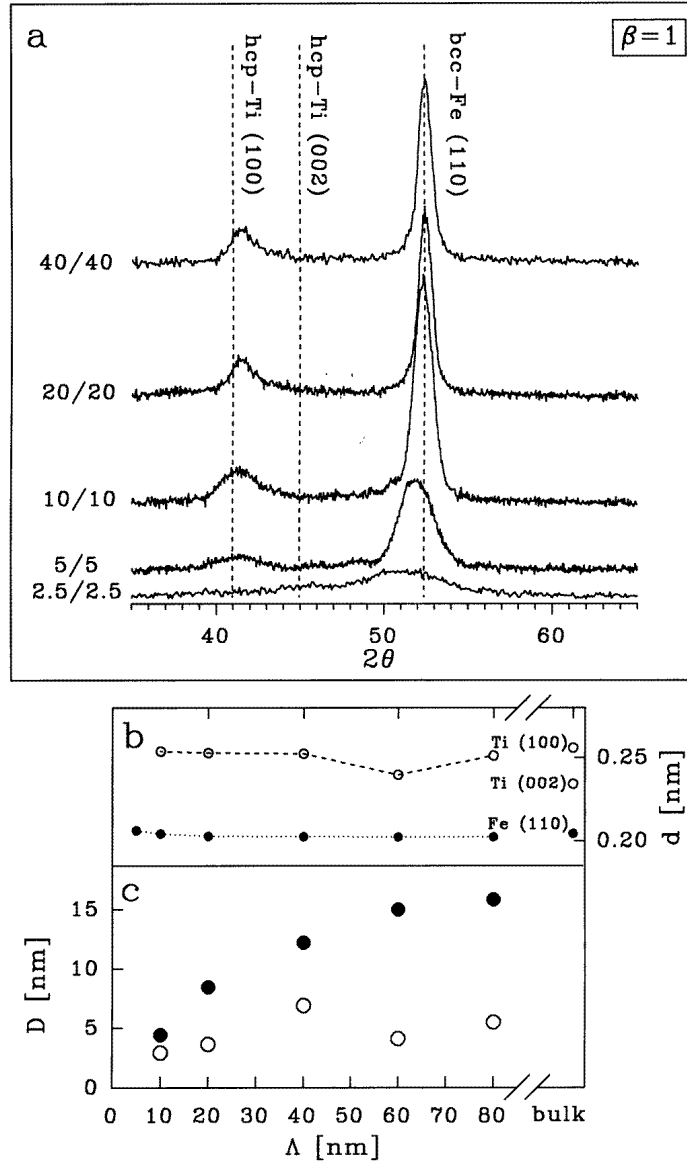 a
β=1
hcp-Ti (100)
hcp-Ti (002)
bcc-Fe (110)
40/40
20/20
10/10
5/5
2.5/2.5
40 50 60
2θ
b
Ti (100)
Ti (002)
Fe (110)
0.25
0.20
d [nm]
c
15
10
5
0
D [nm]
0 10 20 30 40 50 60 70 80 bulk
Λ [nm]